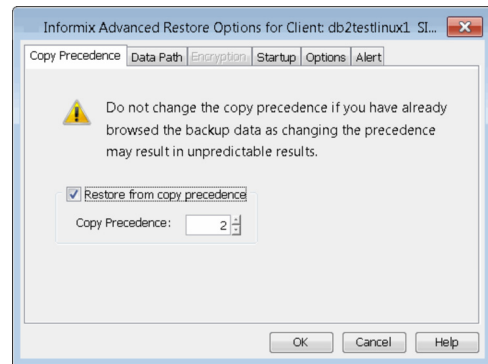 Informix Advanced Restore Options for Client: db2testlinux1 SI...
Copy Precedence Data Path Encryption Startup Options Alert
Do not change the copy precedence if you have already
browsed the backup data as changing the precedence
may result in unpredictable results.
Restore from copy precedence
Copy Precedence: 2
OK Cancel Help